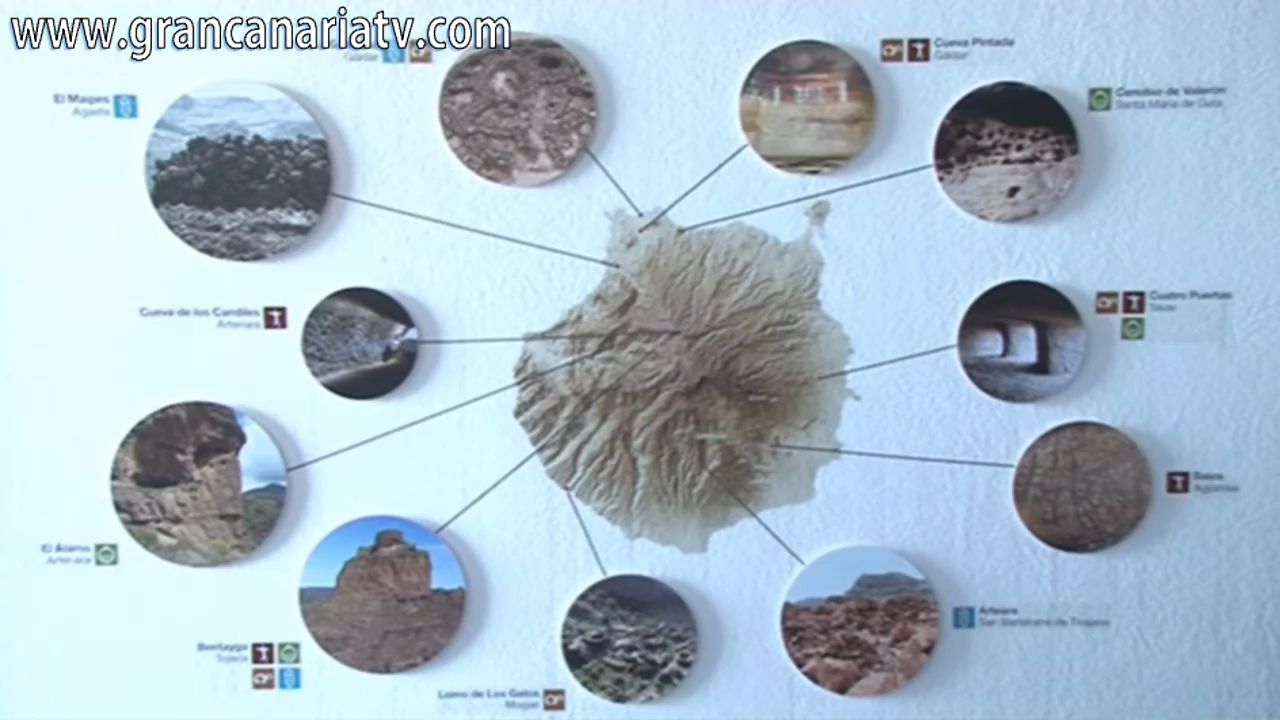 www.grancanariatv.com
Gáldar
Cueva Pintada
Gáldar
El Maipes
Agaete
Cenobio de Valerón
Santa María de Guía
Cuatro Puertas
Telde
Cueva de los Candiles
Artenara
Agüimes
El Álamo
Artenara
Arteara
San Bartolomé de Tirajana
Bentayga
Tejeda
Lomo de Los Gatos
Mogán